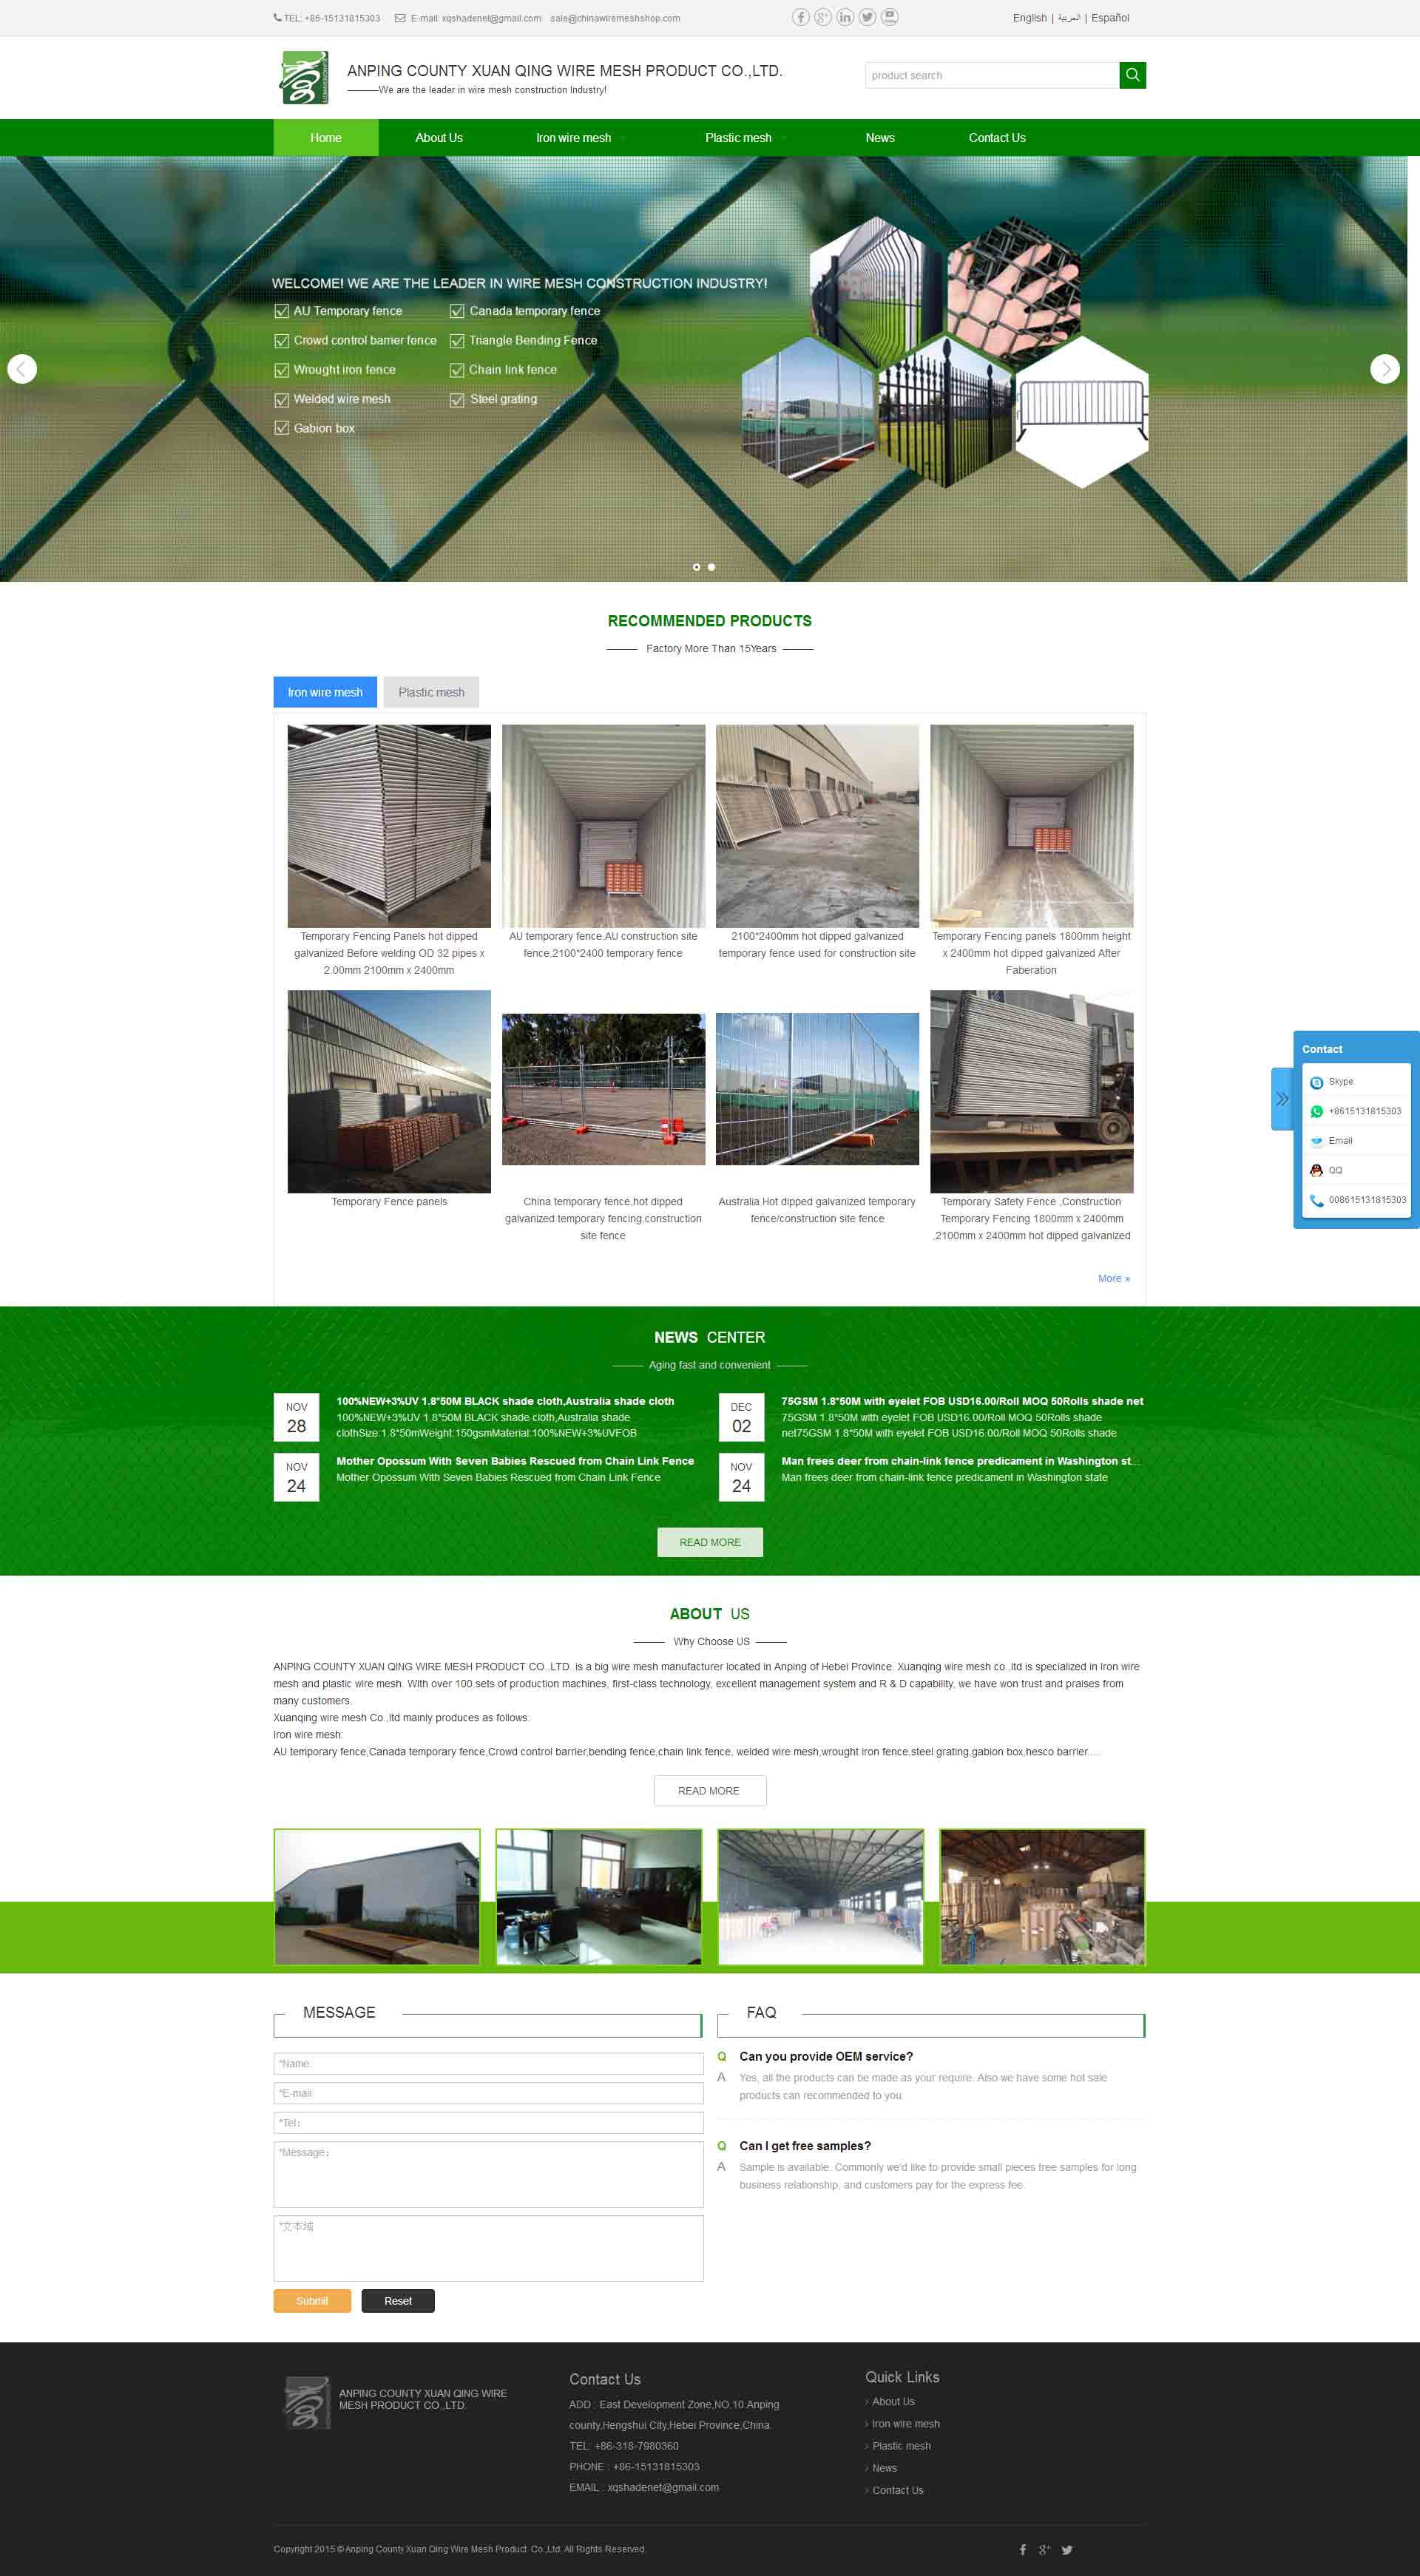 TEL: +86-15131815303 E-mail: xqshadenet@gmail.com sale@chinawiremeshshop.com
English | العربية | Español
ANPING COUNTY XUAN QING WIRE MESH PRODUCT CO.,LTD.
———We are the leader in wire mesh construction Industry!
product search
Home About Us Iron wire mesh Plastic mesh News Contact Us
WELCOME! WE ARE THE LEADER IN WIRE MESH CONSTRUCTION INDUSTRY!
AU Temporary fence Canada temporary fence
Crowd control barrier fence Triangle Bending Fence
Wrought iron fence Chain link fence
Welded wire mesh Steel grating
Gabion box
RECOMMENDED PRODUCTS
Factory More Than 15Years
Iron wire mesh Plastic mesh
Temporary Fencing Panels hot dipped
galvanized Before welding OD 32 pipes x
2.00mm 2100mm x 2400mm
AU temporary fence,AU construction site
fence,2100*2400 temporary fence
2100*2400mm hot dipped galvanized
temporary fence used for construction site
Temporary Fencing panels 1800mm height
x 2400mm hot dipped galvanized After
Faberation
Temporary Fence panels
China temporary fence,hot dipped
galvanized temporary fencing,construction
site fence
Australia Hot dipped galvanized temporary
fence/construction site fence
Temporary Safety Fence ,Construction
Temporary Fencing 1800mm x 2400mm
,2100mm x 2400mm hot dipped galvanized
More »
Contact
Skype
+8615131815303
Email
QQ
008615131815303
NEWS CENTER
Aging fast and convenient
NOV
28
100%NEW+3%UV 1.8*50M BLACK shade cloth,Australia shade cloth
100%NEW+3%UV 1.8*50M BLACK shade cloth,Australia shade
clothSize:1.8*50mWeight:150gsmMaterial:100%NEW+3%UVFOB
DEC
02
75GSM 1.8*50M with eyelet FOB USD16.00/Roll MOQ 50Rolls shade net
75GSM 1.8*50M with eyelet FOB USD16.00/Roll MOQ 50Rolls shade
net75GSM 1.8*50M with eyelet FOB USD16.00/Roll MOQ 50Rolls shade
NOV
24
Mother Opossum With Seven Babies Rescued from Chain Link Fence
Mother Opossum With Seven Babies Rescued from Chain Link Fence
NOV
24
Man frees deer from chain-link fence predicament in Washington st...
Man frees deer from chain-link fence predicament in Washington state
READ MORE
ABOUT US
Why Choose US
ANPING COUNTY XUAN QING WIRE MESH PRODUCT CO.,LTD. is a big wire mesh manufacturer located in Anping of Hebei Province. Xuanqing wire mesh co.,ltd is specialized in Iron wire
mesh and plastic wire mesh. With over 100 sets of production machines, first-class technology, excellent management system and R & D capability, we have won trust and praises from
many customers.
Xuanqing wire mesh Co.,ltd mainly produces as follows:
Iron wire mesh:
AU temporary fence,Canada temporary fence,Crowd control barrier,bending fence,chain link fence, welded wire mesh,wrought iron fence,steel grating,gabion box,hesco barrier.....
READ MORE
MESSAGE
*Name:
*E-mail:
*Tel：
*Message：
*文本域
Submit Reset
FAQ
Q Can you provide OEM service?
A Yes, all the products can be made as your require. Also we have some hot sale
products can recommended to you.
Q Can I get free samples?
A Sample is available. Commonly we'd like to provide small pieces free samples for long
business relationship, and customers pay for the express fee.
ANPING COUNTY XUAN QING WIRE
MESH PRODUCT CO.,LTD.
Contact Us
ADD : East Development Zone,NO.10.Anping
county,Hengshui City,Hebei Province,China.
TEL: +86-318-7980360
PHONE : +86-15131815303
EMAIL : xqshadenet@gmail.com
Quick Links
About Us
Iron wire mesh
Plastic mesh
News
Contact Us
Copyright 2015 © Anping County Xuan Qing Wire Mesh Product. Co.,Ltd. All Rights Reserved.